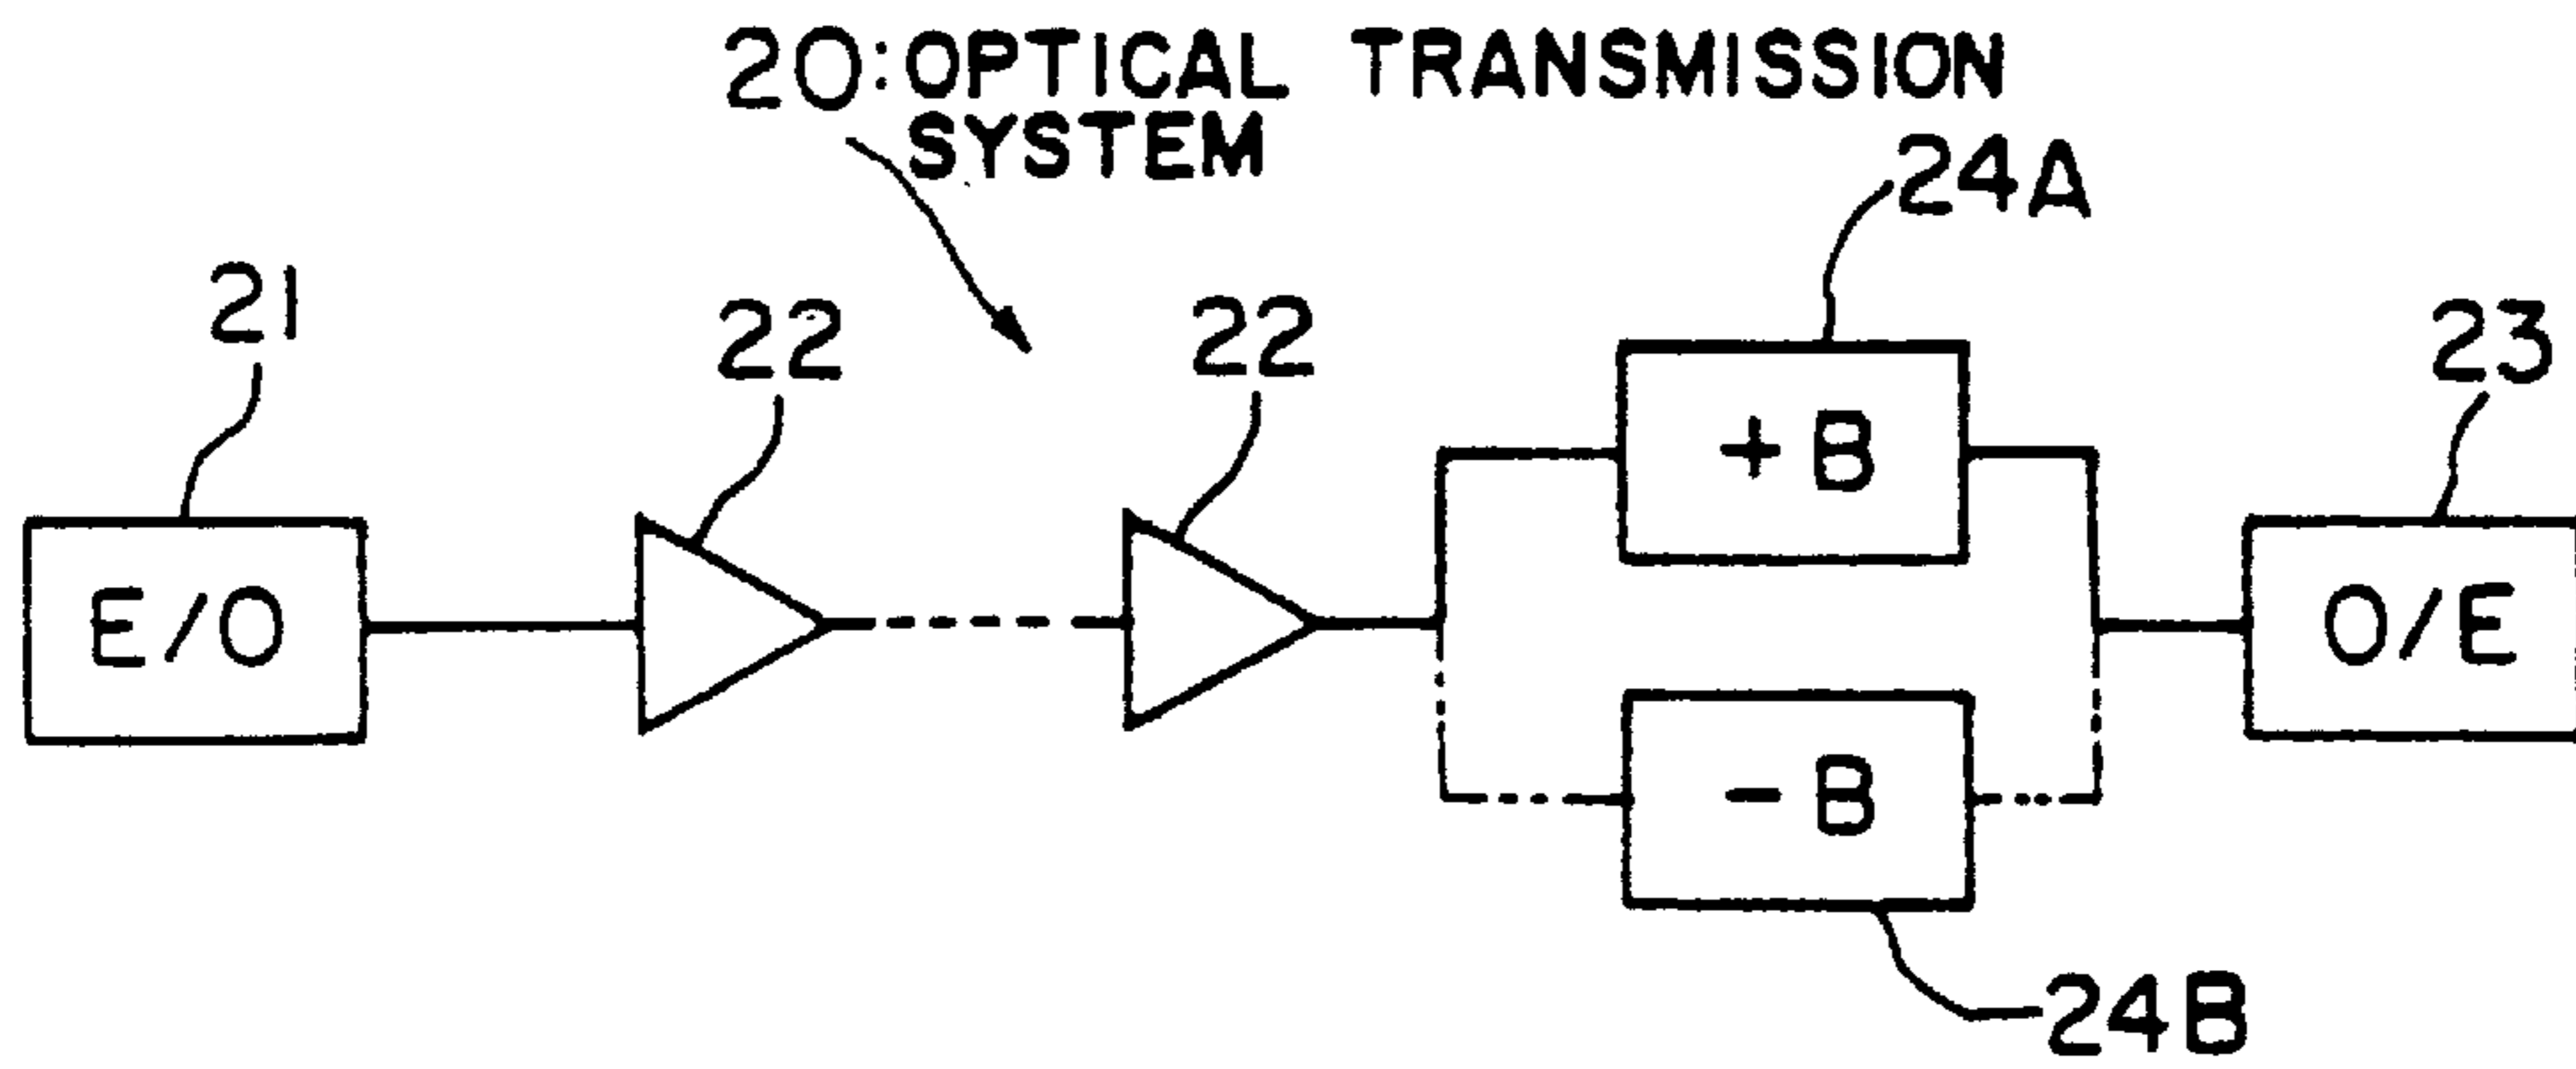 20:OPTICAL TRANSMISSION
SYSTEM
24A
21
22
22
23
+B
E/O
O/E
-B
24B